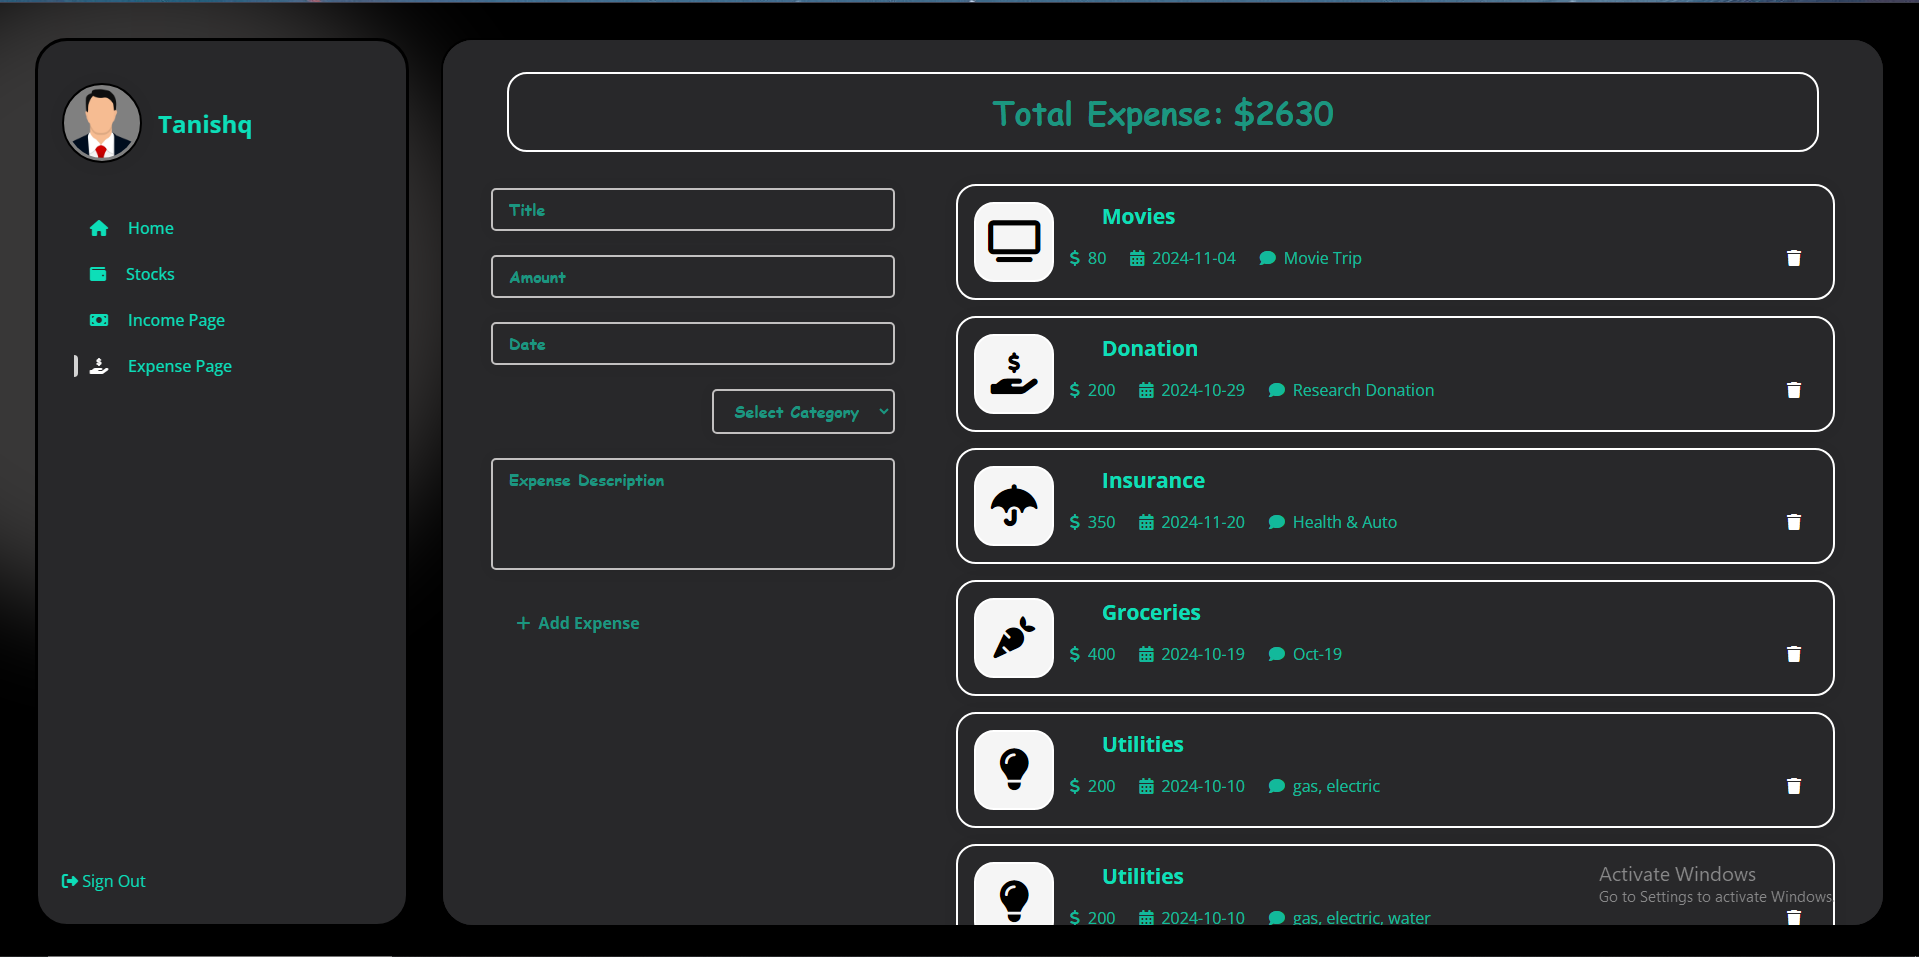 Tanishq
Home
Stocks
Income Page
Expense Page
Sign Out
Total Expense: $2630
Title
Amount
Date
Select Category
Expense Description
+ Add Expense
Movies
$ 80 2024-11-04 Movie Trip
Donation
$ 200 2024-10-29 Research Donation
Insurance
$ 350 2024-11-20 Health & Auto
Groceries
$ 400 2024-10-19 Oct-19
Utilities
$ 200 2024-10-10 gas, electric
Utilities
$ 200 2024-10-10 gas, electric, water
Activate Windows
Go to Settings to activate Windows.